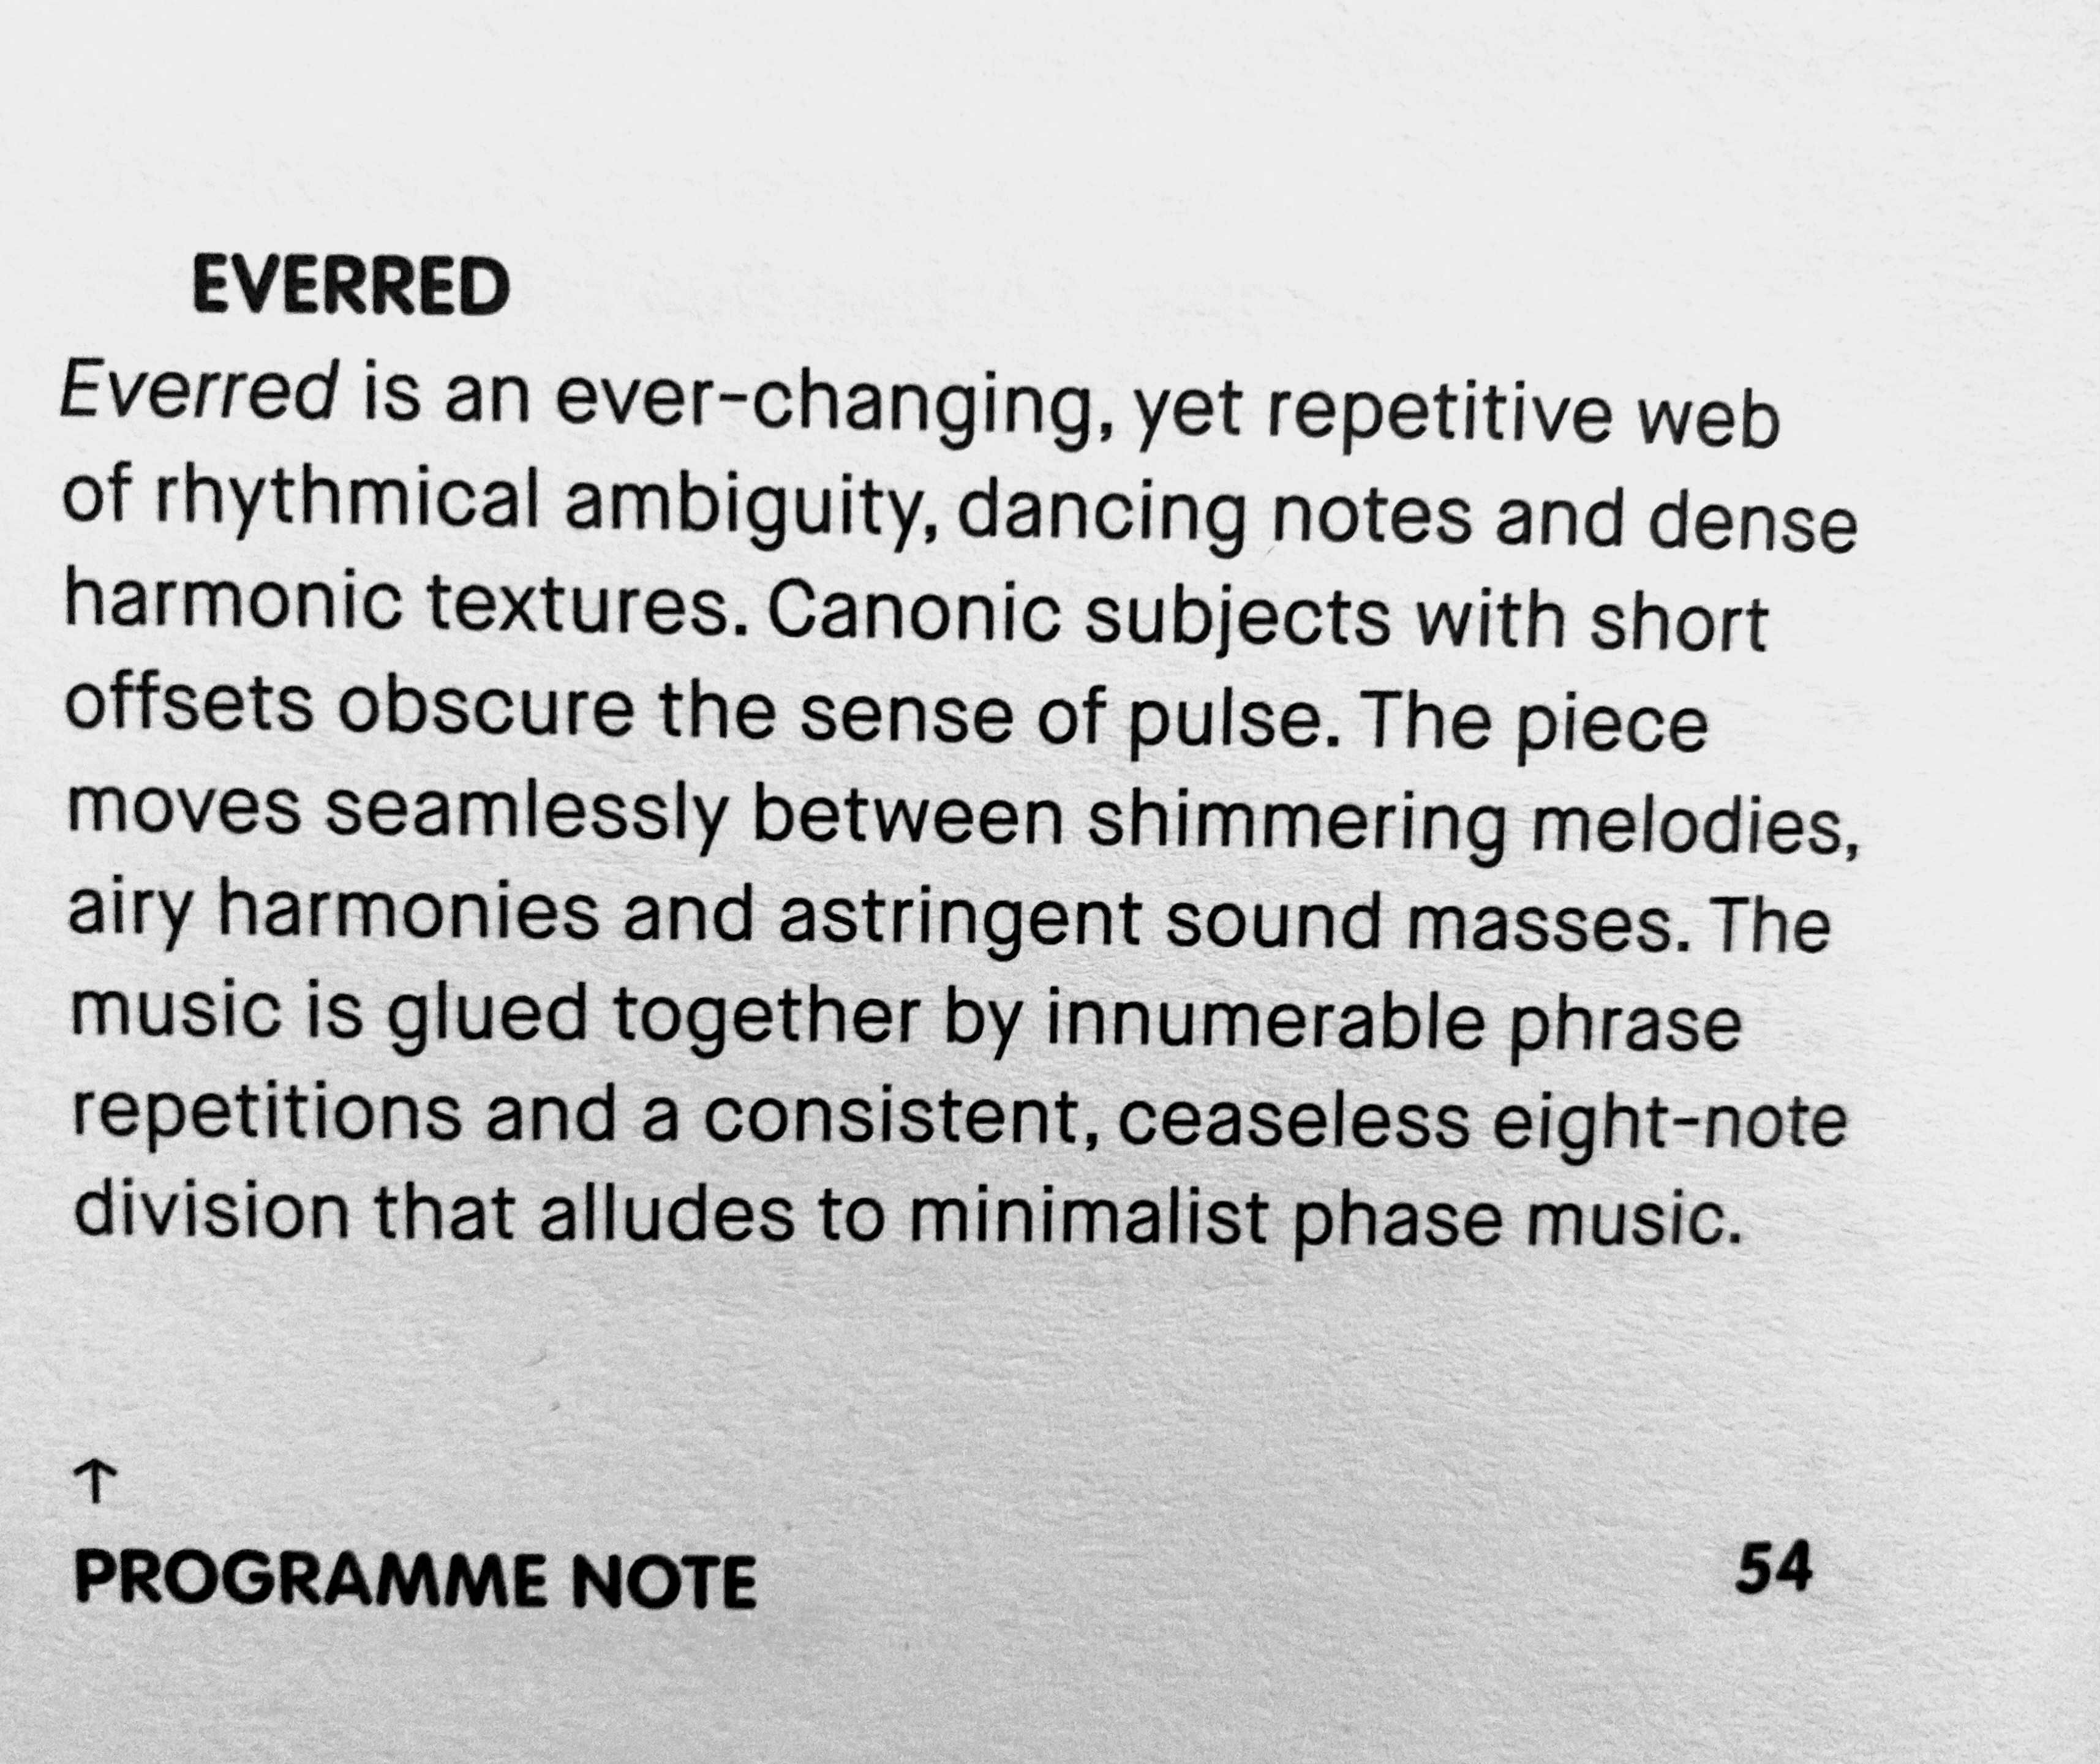 EVERRED
Everred is an ever-changing, yet repetitive web
of rhythmical ambiguity, dancing notes and dense
harmonic textures. Canonic subjects with short
offsets obscure the sense of pulse. The piece
moves seamlessly between shimmering melodies,
airy harmonies and astringent sound masses. The
music is glued together by innumerable phrase
repetitions and a consistent, ceaseless eight-note
division that alludes to minimalist phase music.
↑
PROGRAMME NOTE 54